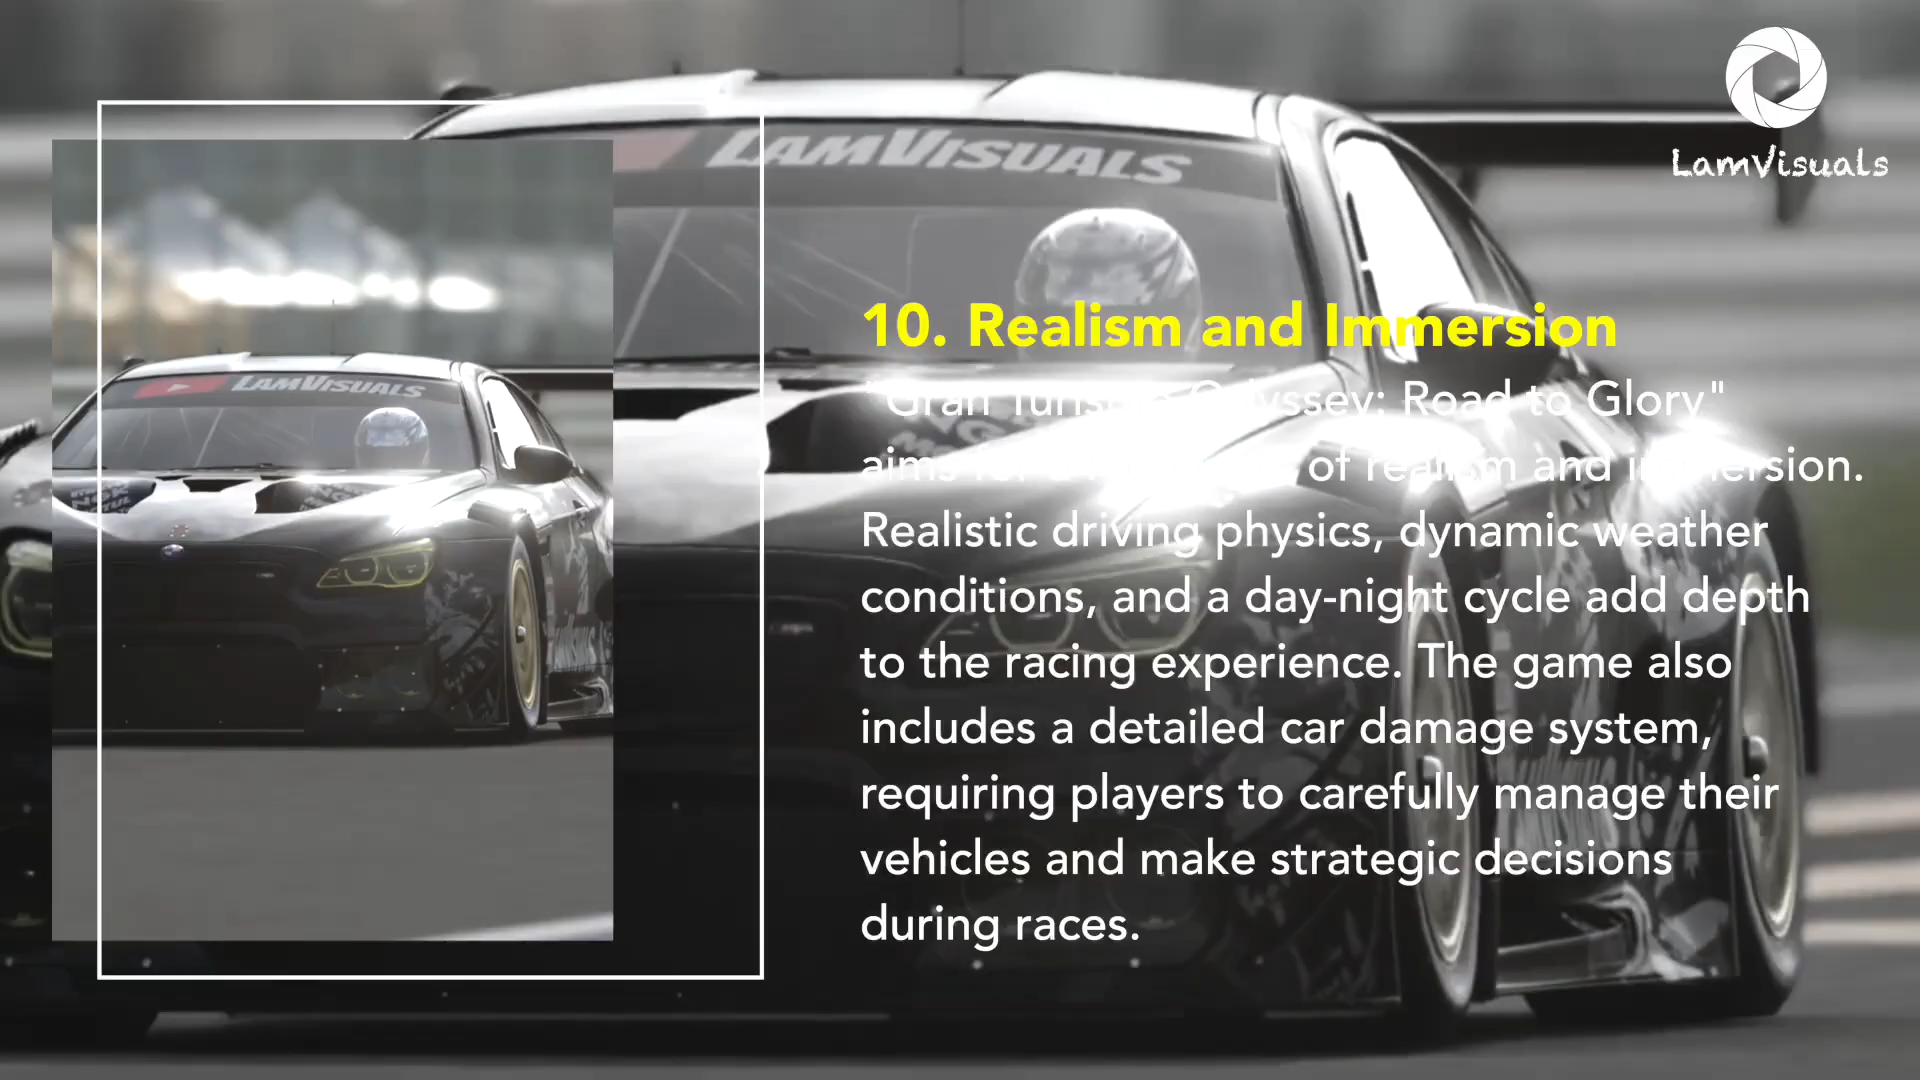 LamVisuals
LAMVISUALS
LAMVISUALS
10. Realism and Immersion
"Gran Turismo Odyssey: Road to Glory"
aims for a of realism and immersion.
Realistic driving physics, dynamic weather
conditions, and a day-night cycle add depth
to the racing experience. The game also
includes a detailed car damage system,
requiring players to carefully manage their
vehicles and make strategic decisions
during races.